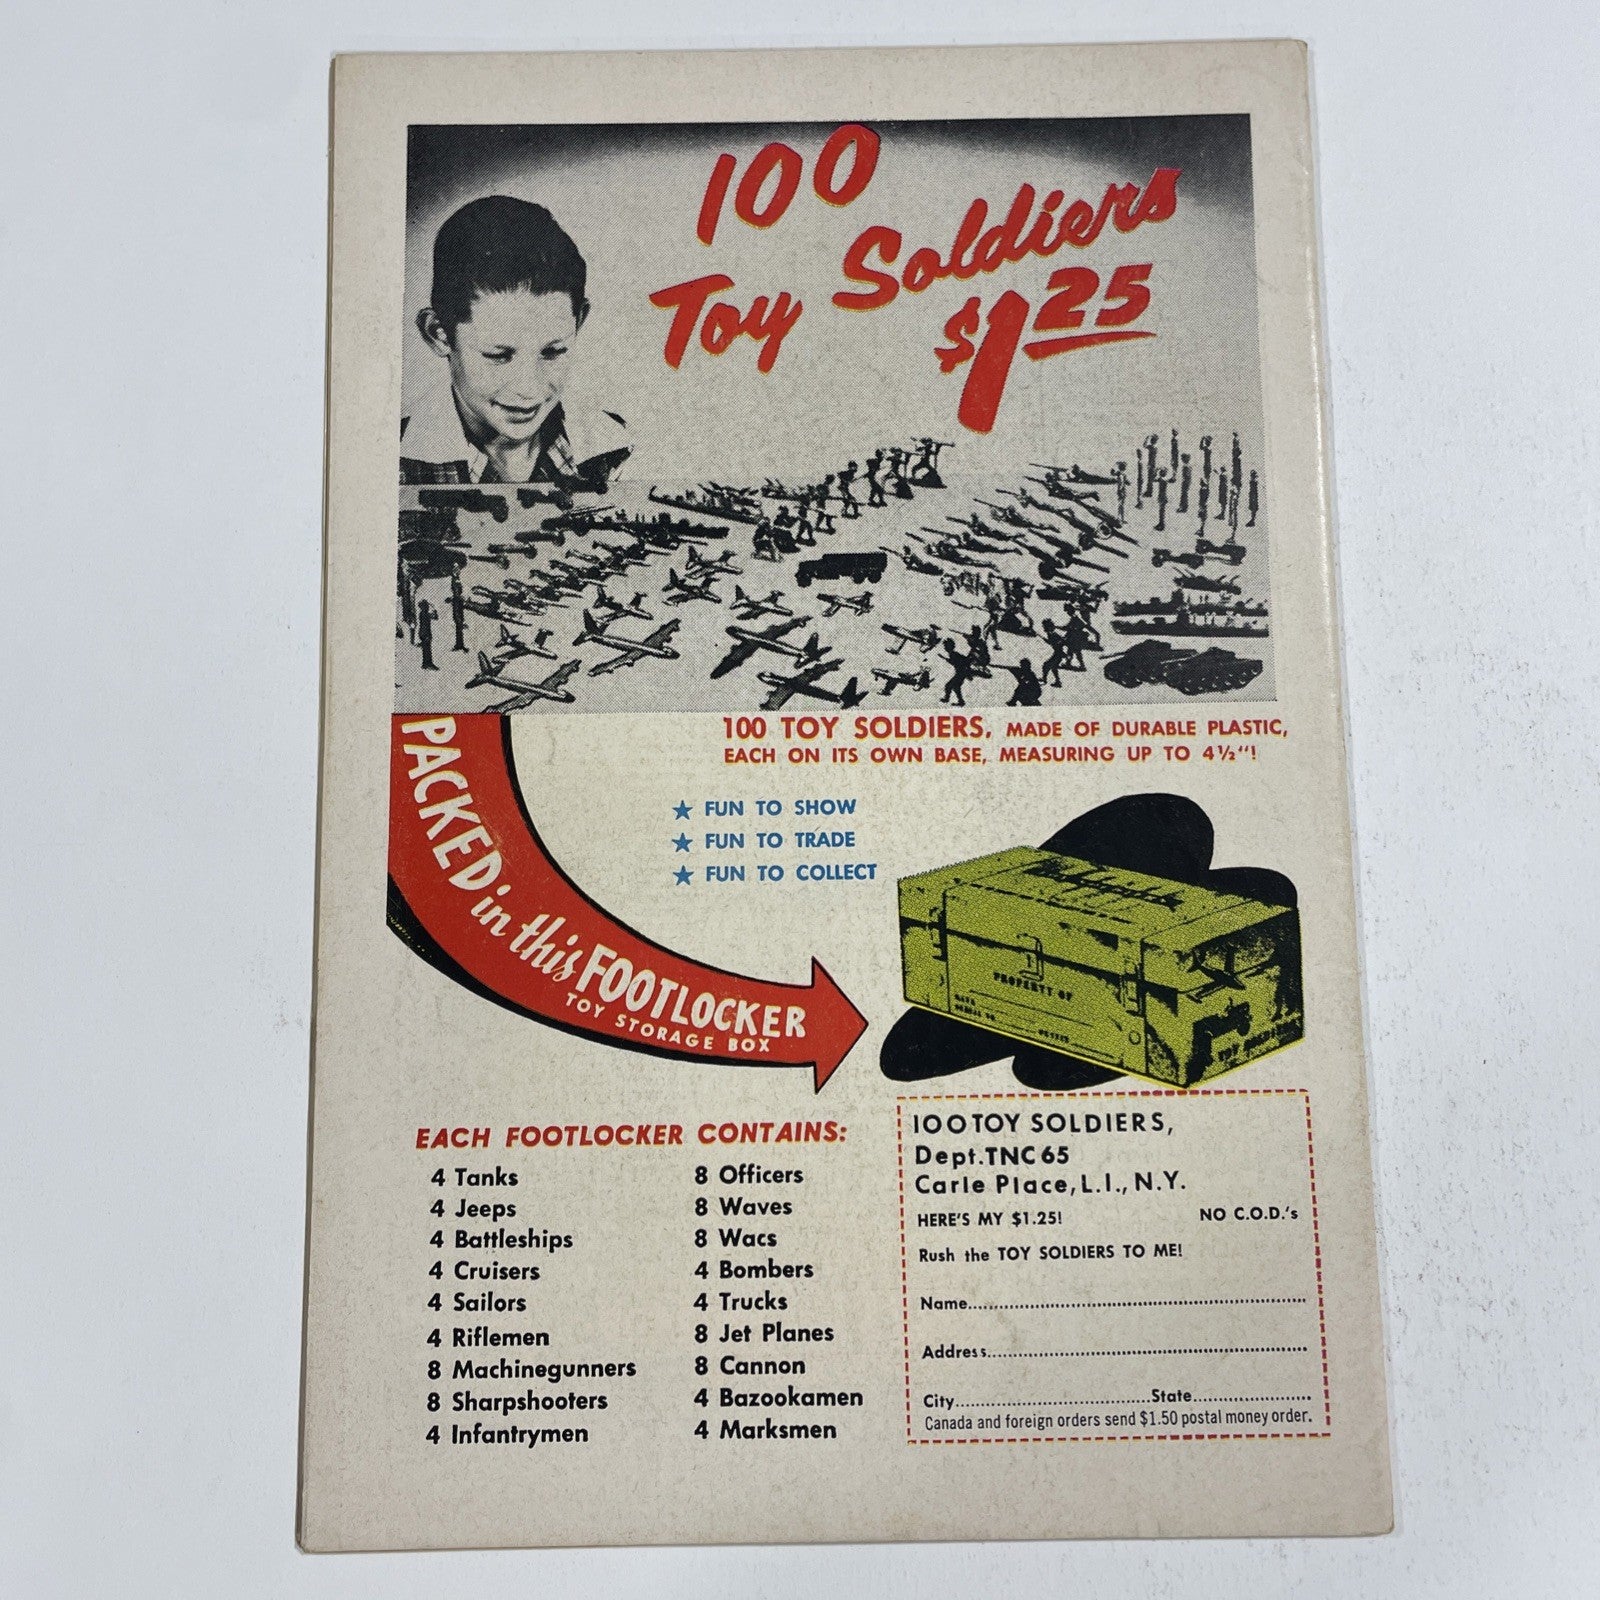 100
Toy Soldiers
$1.25
100 TOY SOLDIERS, MADE OF DURABLE PLASTIC,
EACH ON ITS OWN BASE, MEASURING UP TO 4½"!
PACKED in this FOOTLOCKER
TOY STORAGE BOX
★ FUN TO SHOW
★ FUN TO TRADE
★ FUN TO COLLECT
PROPERTY OF
EACH FOOTLOCKER CONTAINS:
4 Tanks
4 Jeeps
4 Battleships
4 Cruisers
4 Sailors
4 Riflemen
8 Machinegunners
8 Sharpshooters
4 Infantrymen
8 Officers
8 Waves
8 Wacs
4 Bombers
4 Trucks
8 Jet Planes
8 Cannon
4 Bazookamen
4 Marksmen
100 TOY SOLDIERS,
Dept. TNC 65
Carle Place, L.I., N.Y.
HERE'S MY $1.25! NO C.O.D.'s
Rush the TOY SOLDIERS TO ME!
Name
Address
City State
Canada and foreign orders send $1.50 postal money order.